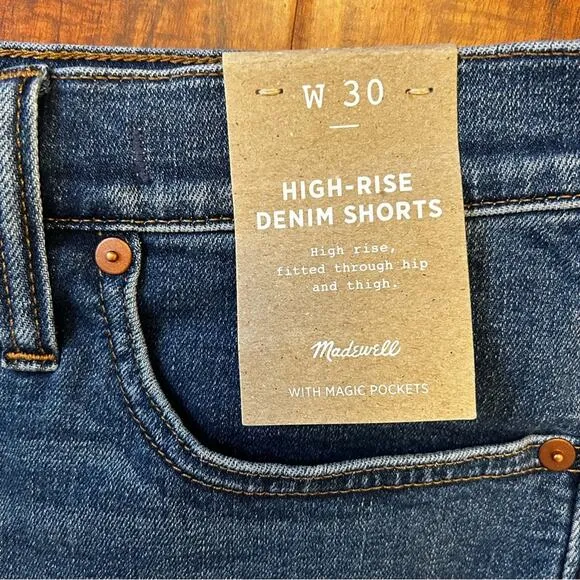 W 30
HIGH-RISE
DENIM SHORTS
High rise,
fitted through hip
and thigh.
Madewell
WITH MAGIC POCKETS